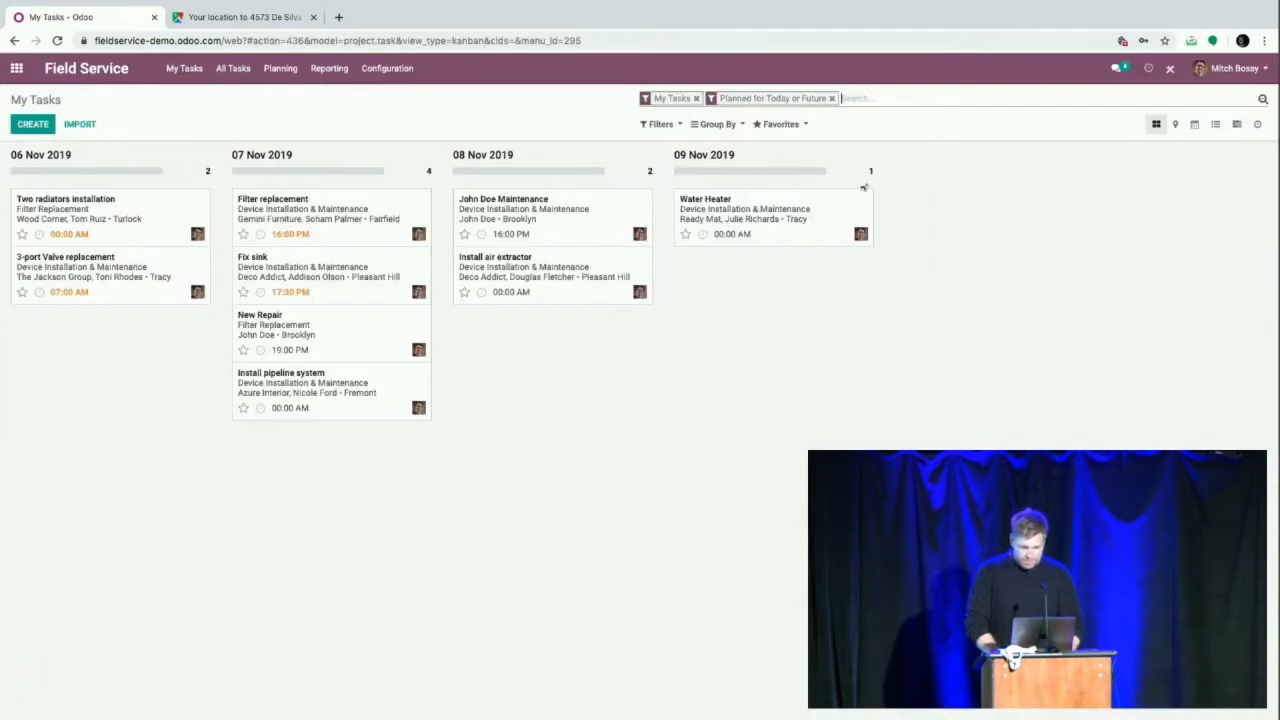 My Tasks - Odoo
Your location to 4573 De Silva
fieldservice-demo.odoo.com/web?#action=436&model=project.task&view_type=kanban&cids=&menu_id=295
Field Service
My Tasks
All Tasks
Planning
Reporting
Configuration
4
Mitch Bossy
My Tasks
My Tasks
Planned for Today or Future
Search...
CREATE
IMPORT
Filters
Group By
Favorites
06 Nov 2019
2
Two radiators installation
Filter Replacement
Wood Corner, Tom Ruiz - Turlock
00:00 AM
3-port Valve replacement
Device Installation & Maintenance
The Jackson Group, Toni Rhodes - Tracy
07:00 AM
07 Nov 2019
4
Filter replacement
Device Installation & Maintenance
Gemini Furniture, Soham Palmer - Fairfield
16:00 PM
Fix sink
Device Installation & Maintenance
Deco Addict, Addison Olson - Pleasant Hill
17:30 PM
New Repair
Filter Replacement
John Doe - Brooklyn
19:00 PM
Install pipeline system
Device Installation & Maintenance
Azure Interior, Nicole Ford - Fremont
00:00 AM
08 Nov 2019
2
John Doe Maintenance
Device Installation & Maintenance
John Doe - Brooklyn
16:00 PM
Install air extractor
Device Installation & Maintenance
Deco Addict, Douglas Fletcher - Pleasant Hill
00:00 AM
09 Nov 2019
1
Water Heater
Device Installation & Maintenance
Ready Mat, Julie Richards - Tracy
00:00 AM